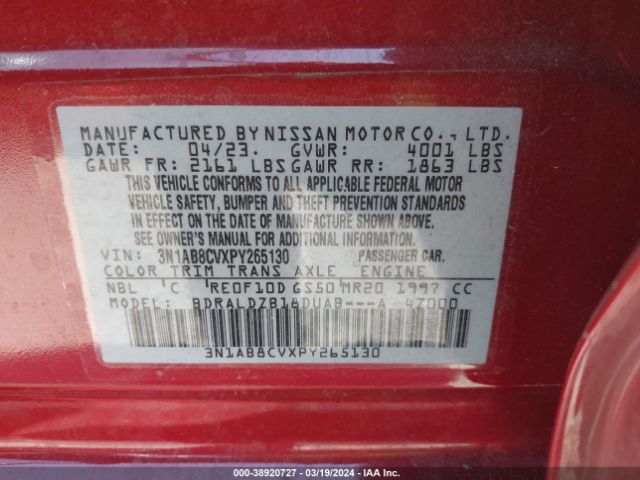 MANUFACTURED BY NISSAN MOTOR CO., LTD.
DATE: 04/23. GVWR: 4001 LBS
GAWR FR: 2161 LBS GAWR RR: 1863 LBS
THIS VEHICLE CONFORMS TO ALL APPLICABLE FEDERAL MOTOR
VEHICLE SAFETY, BUMPER AND THEFT PREVENTION STANDARDS
IN EFFECT ON THE DATE OF MANUFACTURE SHOWN ABOVE.
SEE OWNER'S MANUAL FOR ADDITIONAL INFORMATION.
VIN: 3N1AB8CVXPY265130 PASSENGER CAR.
COLOR TRIM TRANS AXLE ENGINE
NBL C RE0F10D GS50 MR20 1997 CC
MODEL: BDRALDZB18DUAB---A 4Z000
3N1AB8CVXPY265130
000-38920727 - 03/19/2024 - IAA Inc.